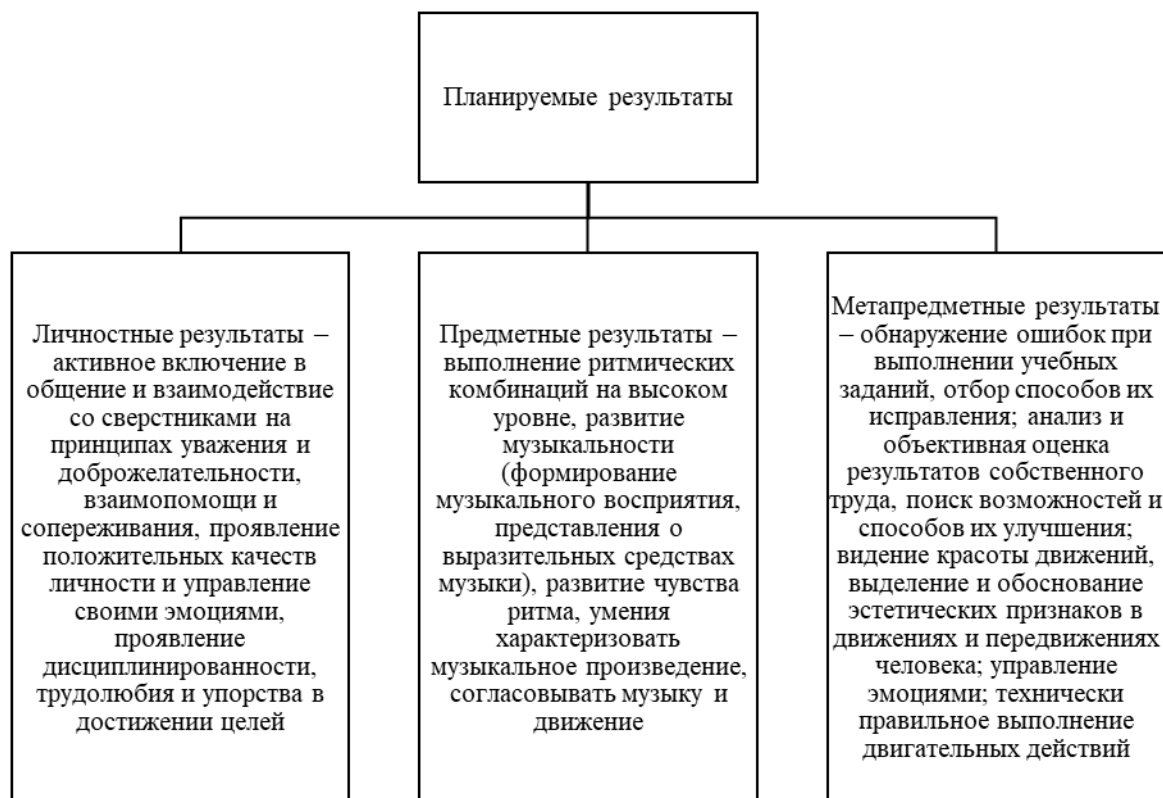 Планируемые результаты
Личностные результаты –
активное включение в
общение и взаимодействие
со сверстниками на
принципах уважения и
доброжелательности,
взаимопомощи и
сопереживания, проявление
положительных качеств
личности и управление
своими эмоциями,
проявление
дисциплинированности,
трудолюбия и упорства в
достижении целей
Предметные результаты –
выполнение ритмических
комбинаций на высоком
уровне, развитие
музыкальности
(формирование
музыкального восприятия,
представления о
выразительных средствах
музыки), развитие чувства
ритма, умения
характеризовать
музыкальное произведение,
согласовывать музыку и
движение
Метапредметные результаты
– обнаружение ошибок при
выполнении учебных
заданий, отбор способов их
исправления; анализ и
объективная оценка
результатов собственного
труда, поиск возможностей и
способов их улучшения;
видение красоты движений,
выделение и обоснование
эстетических признаков в
движениях и передвижениях
человека; управление
эмоциями; технически
правильное выполнение
двигательных действий